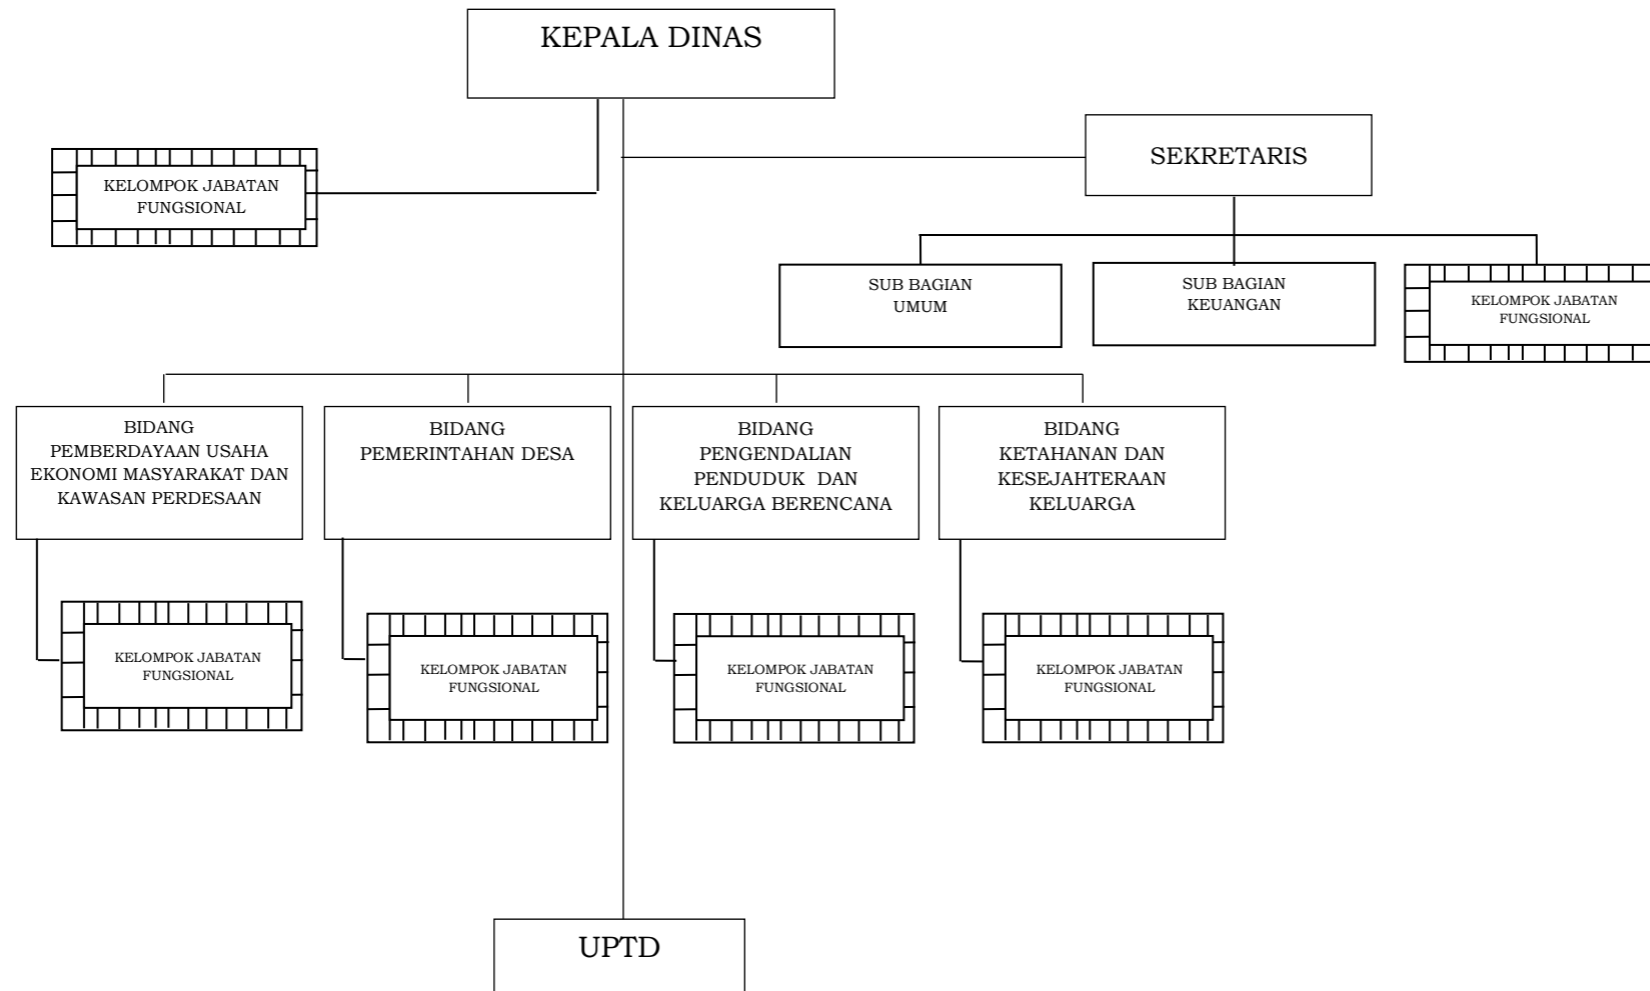 KEPALA DINAS
SEKRETARIS
KELOMPOK JABATAN
FUNGSIONAL
SUB BAGIAN
UMUM
SUB BAGIAN
KEUANGAN
KELOMPOK JABATAN
FUNGSIONAL
BIDANG
PEMBERDAYAAN USAHA
EKONOMI MASYARAKAT DAN
KAWASAN PERDESAAN
BIDANG
PEMERINTAHAN DESA
BIDANG
PENGENDALIAN
PENDUDUK DAN
KELUARGA BERENCANA
BIDANG
KETAHANAN DAN
KESEJAHTERAAN
KELUARGA
KELOMPOK JABATAN
FUNGSIONAL
KELOMPOK JABATAN
FUNGSIONAL
KELOMPOK JABATAN
FUNGSIONAL
KELOMPOK JABATAN
FUNGSIONAL
UPTD